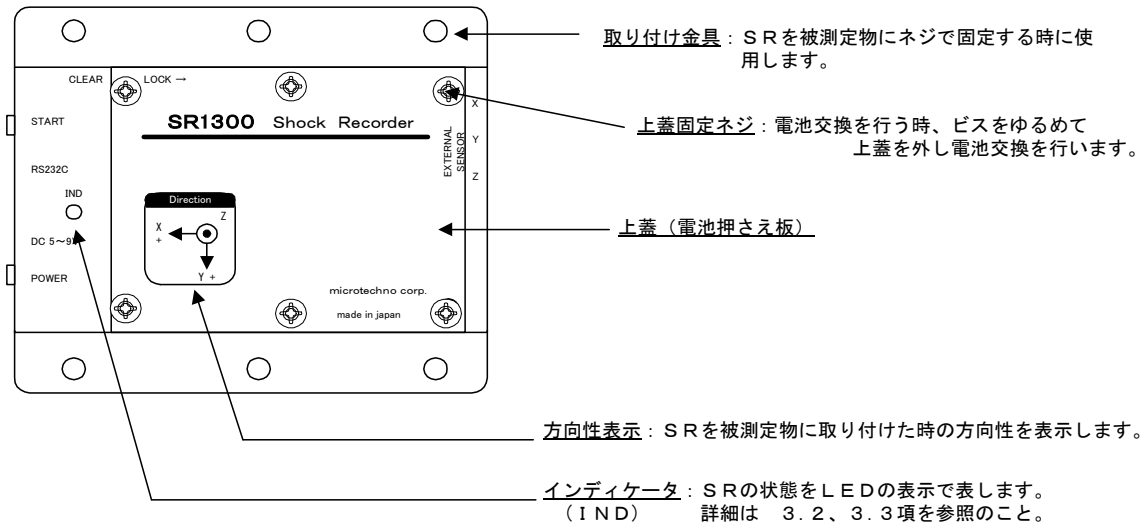 取り付け金具：ＳＲを被測定物にネジで固定する時に使
用します。
CLEAR
LOCK →
X
START
SR1300 Shock Recorder
上蓋固定ネジ：電池交換を行う時、ビスをゆるめて
上蓋を外し電池交換を行います。
EXTERNAL
SENSOR
Y
RS232C
Z
IND
Direction
Z
X
+
上蓋（電池押さえ板）
DC 5～9
POWER
Y +
microtechno corp.
made in japan
方向性表示：ＳＲを被測定物に取り付けた時の方向性を表示します。
インディケータ：ＳＲの状態をＬＥＤの表示で表します。
（ＩＮＤ） 詳細は ３.２、３.３項を参照のこと。